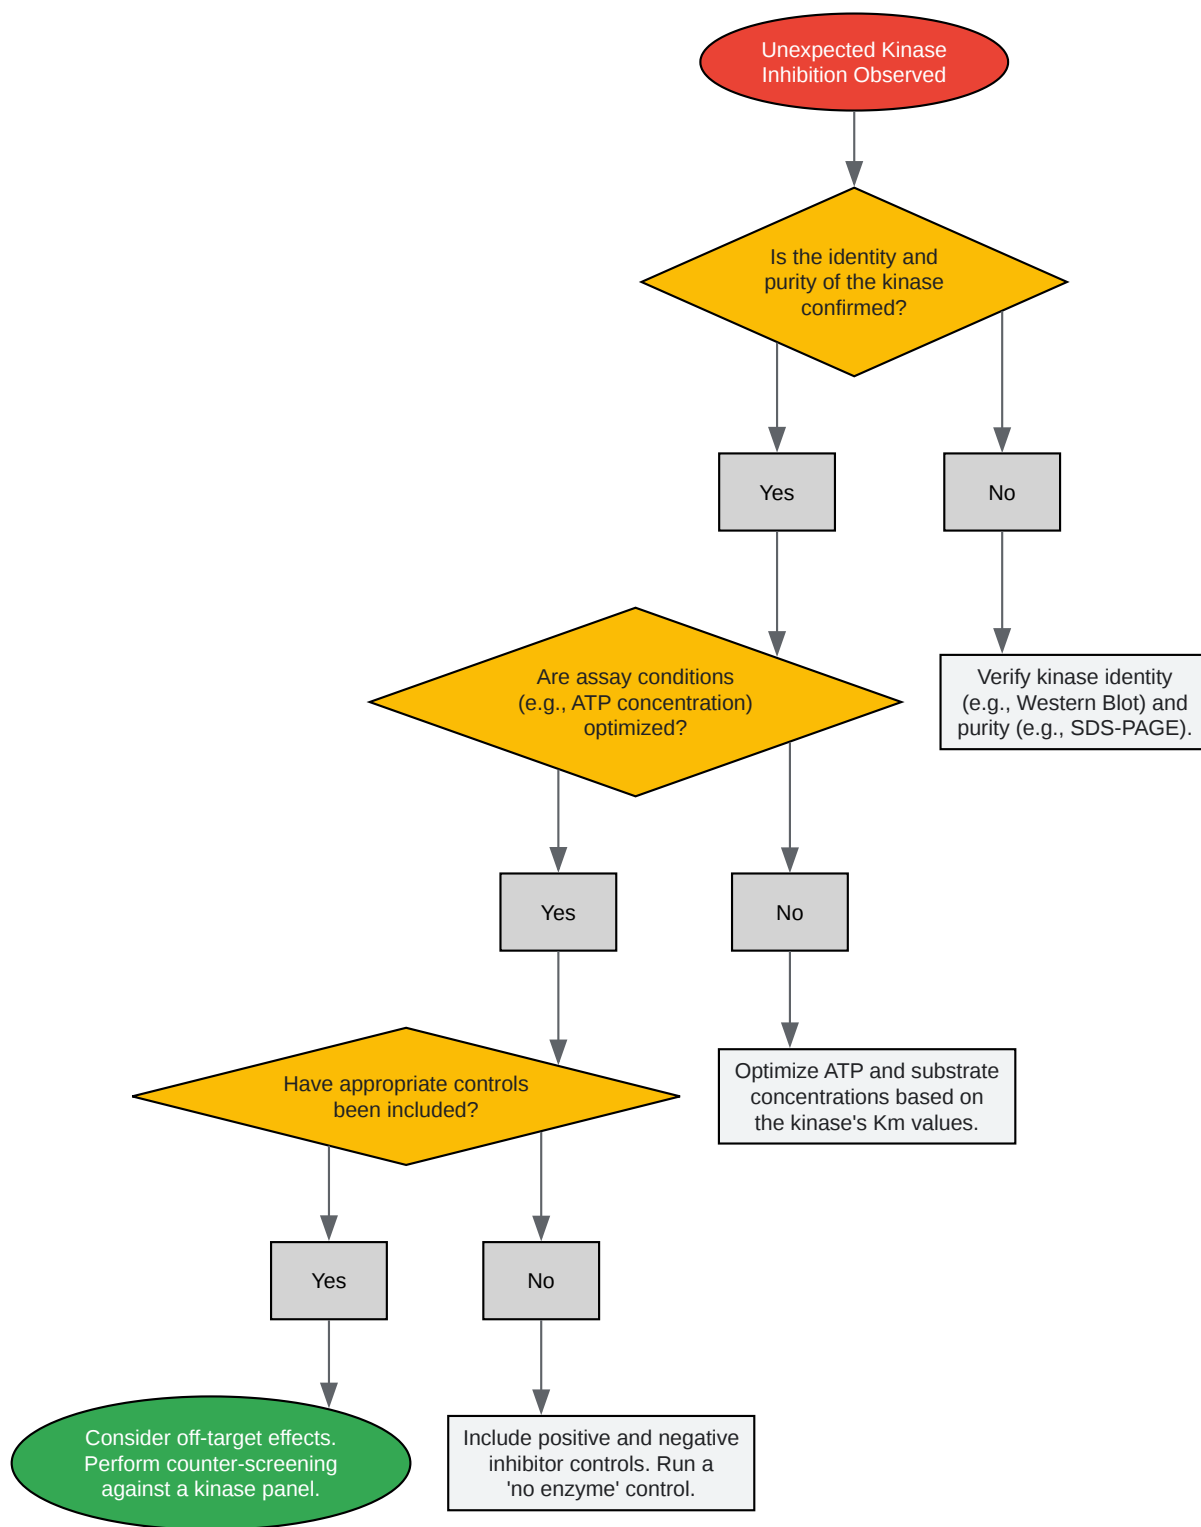 Unexpected Kinase
Inhibition Observed
Is the identity and
purity of the kinase
confirmed?
Yes
No
Are assay conditions
(e.g., ATP concentration)
optimized?
Verify kinase identity
(e.g., Western Blot) and
purity (e.g., SDS-PAGE).
Yes
No
Have appropriate controls
been included?
Optimize ATP and substrate
concentrations based on
the kinase's Km values.
Yes
No
Consider off-target effects.
Perform counter-screening
against a kinase panel.
Include positive and negative
inhibitor controls. Run a
'no enzyme' control.